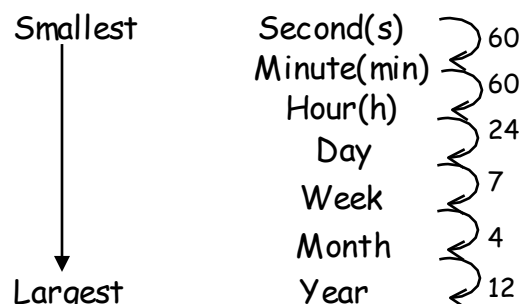 Smallest Second(s) 60
Minute(min) 60
Hour(h) 24
Day 7
Week 4
Month 12
Largest Year